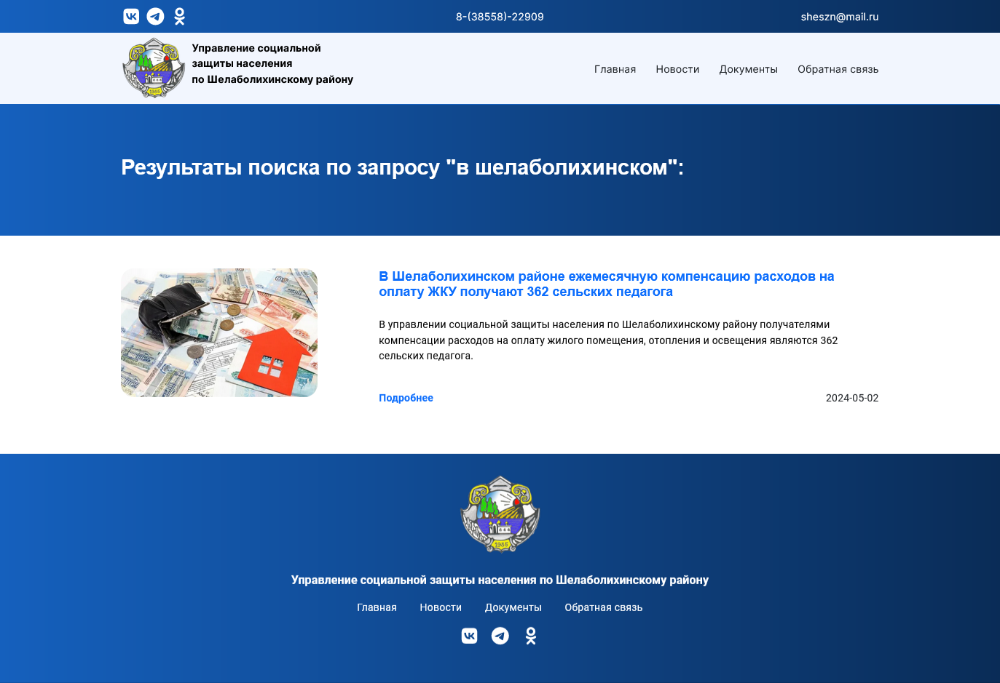 8-(38558)-22909
sheszn@mail.ru
Управление социальной
защиты населения
по Шелаболихинскому району
Главная Новости Документы Обратная связь
1985
Результаты поиска по запросу "в шелаболихинском":
В Шелаболихинском районе ежемесячную компенсацию расходов на
оплату ЖКУ получают 362 сельских педагога
В управлении социальной защиты населения по Шелаболихинскому району получателями
компенсации расходов на оплату жилого помещения, отопления и освещения являются 362
сельских педагога.
Подробнее
2024-05-02
1985
Управление социальной защиты населения по Шелаболихинскому району
Главная Новости Документы Обратная связь